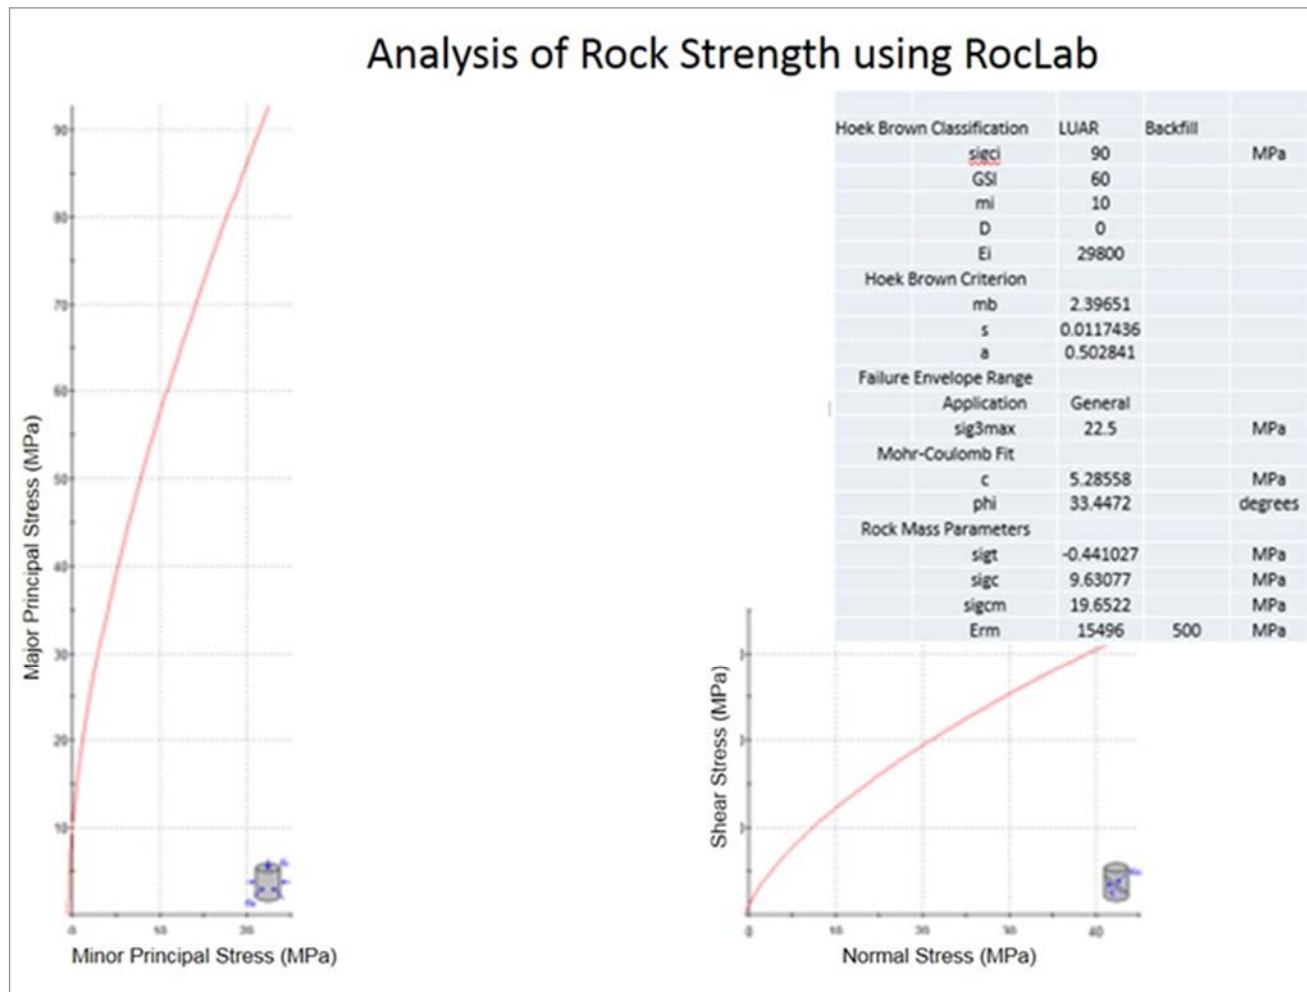 Analysis of Rock Strength using RocLab
90
80
70
60
50
40
30
20
10
0 10 20
Major Principal Stress (MPa)
Minor Principal Stress (MPa)
Hoek Brown Classification LUAR Backfill
sigci 90 MPa
GSI 60
mi 10
D 0
Ei 29800
Hoek Brown Criterion
mb 2.39651
s 0.0117436
a 0.502841
Failure Envelope Range
Application General
sig3max 22.5 MPa
Mohr-Coulomb Fit
c 5.28558 MPa
phi 33.4472 degrees
Rock Mass Parameters
sigt -0.441027 MPa
sigc 9.63077 MPa
sigcm 19.6522 MPa
Erm 15496 500 MPa
Shear Stress (MPa)
0 10 20 30 40
Normal Stress (MPa)